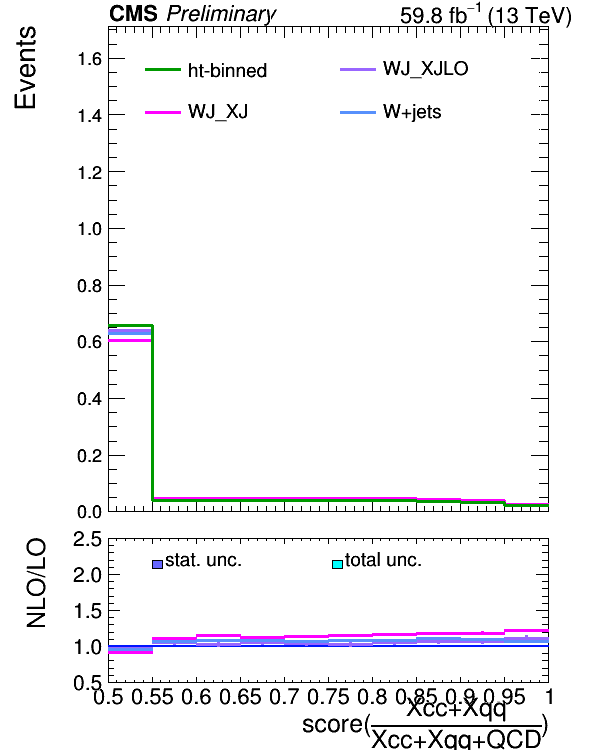 CMS Preliminary 59.8 fb⁻¹ (13 TeV)
Events
1.6
1.4
1.2
1.0
0.8
0.6
0.4
0.2
0.0
ht-binned WJ_XJLO
WJ_XJ W+jets
NLO/LO
2.5
2.0
1.5
1.0
0.5
stat. unc. total unc.
0.5 0.55 0.6 0.65 0.7 0.75 0.8 0.85 0.9 0.95 1
score(Xcc+Xqq/Xcc+Xqq+QCD)